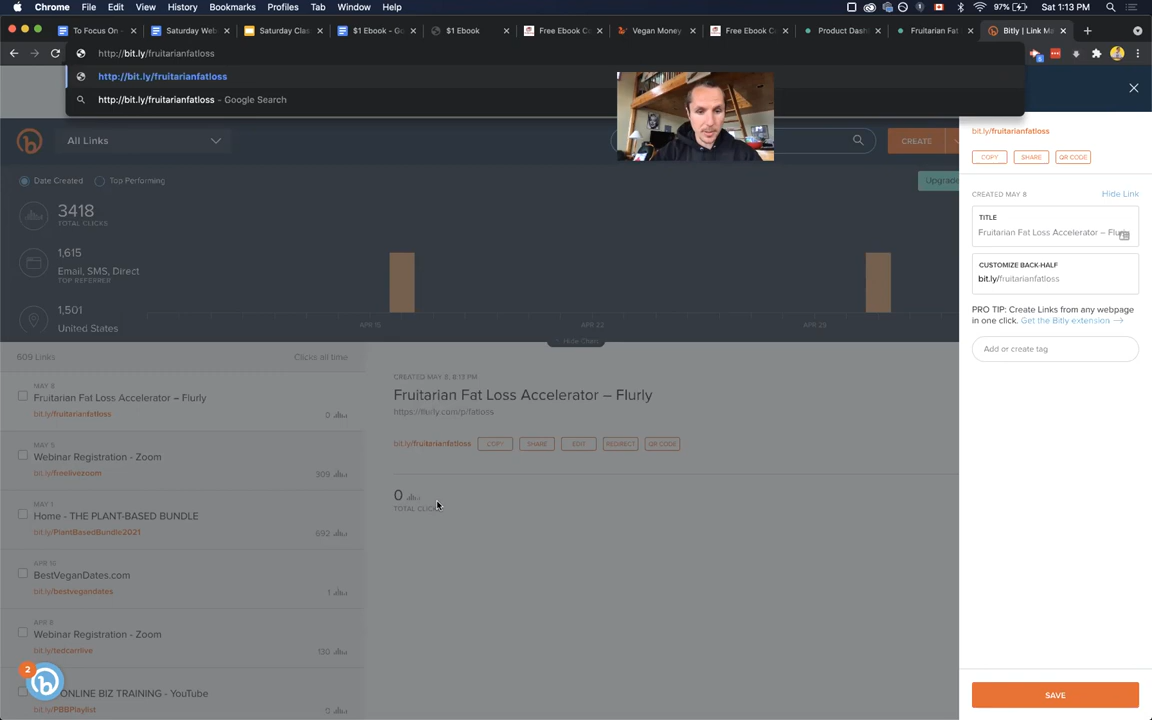 Chrome File Edit View History Bookmarks Profiles Tab Window Help
97% Sat 1:13 PM
To Focus On -
Saturday Web
Saturday Clas
$1 Ebook - Go
$1 Ebook
Free Ebook C
Vegan Money
Free Ebook C
Product Dash
Fruitarian Fat
Bitly | Link M
http://bit.ly/fruitarianfatloss
http://bit.ly/fruitarianfatloss
http://bit.ly/fruitarianfatloss - Google Search
All Links
CREATE
Date Created
Top Performing
Upgrade
3418
TOTAL CLICKS
1,615
Email, SMS, Direct
TOP REFERRER
1,501
United States
APR 15
APR 22
APR 29
Hide Chart
609 Links
Clicks all time
MAY 8
Fruitarian Fat Loss Accelerator – Flurly
bit.ly/fruitarianfatloss
0
MAY 5
Webinar Registration - Zoom
bit.ly/freelivezoom
309
MAY 1
Home - THE PLANT-BASED BUNDLE
bit.ly/PlantBasedBundle2021
692
APR 10
BestVeganDates.com
bit.ly/bestvegandates
1
APR 8
Webinar Registration - Zoom
bit.ly/tedcarrlive
130
ONLINE BIZ TRAINING - YouTube
bit.ly/PBBPlaylist
0
2
CREATED MAY 8, 8:13 PM
Fruitarian Fat Loss Accelerator – Flurly
https://flurly.com/p/fatloss
bit.ly/fruitarianfatloss
COPY
SHARE
EDIT
REDIRECT
QR CODE
0
TOTAL CLICKS
bit.ly/fruitarianfatloss
COPY
SHARE
QR CODE
CREATED MAY 8
Hide Link
TITLE
Fruitarian Fat Loss Accelerator – Flu
CUSTOMIZE BACK-HALF
bit.ly/fruitarianfatloss
PRO TIP: Create Links from any webpage
in one click. Get the Bitly extension →
Add or create tag
SAVE